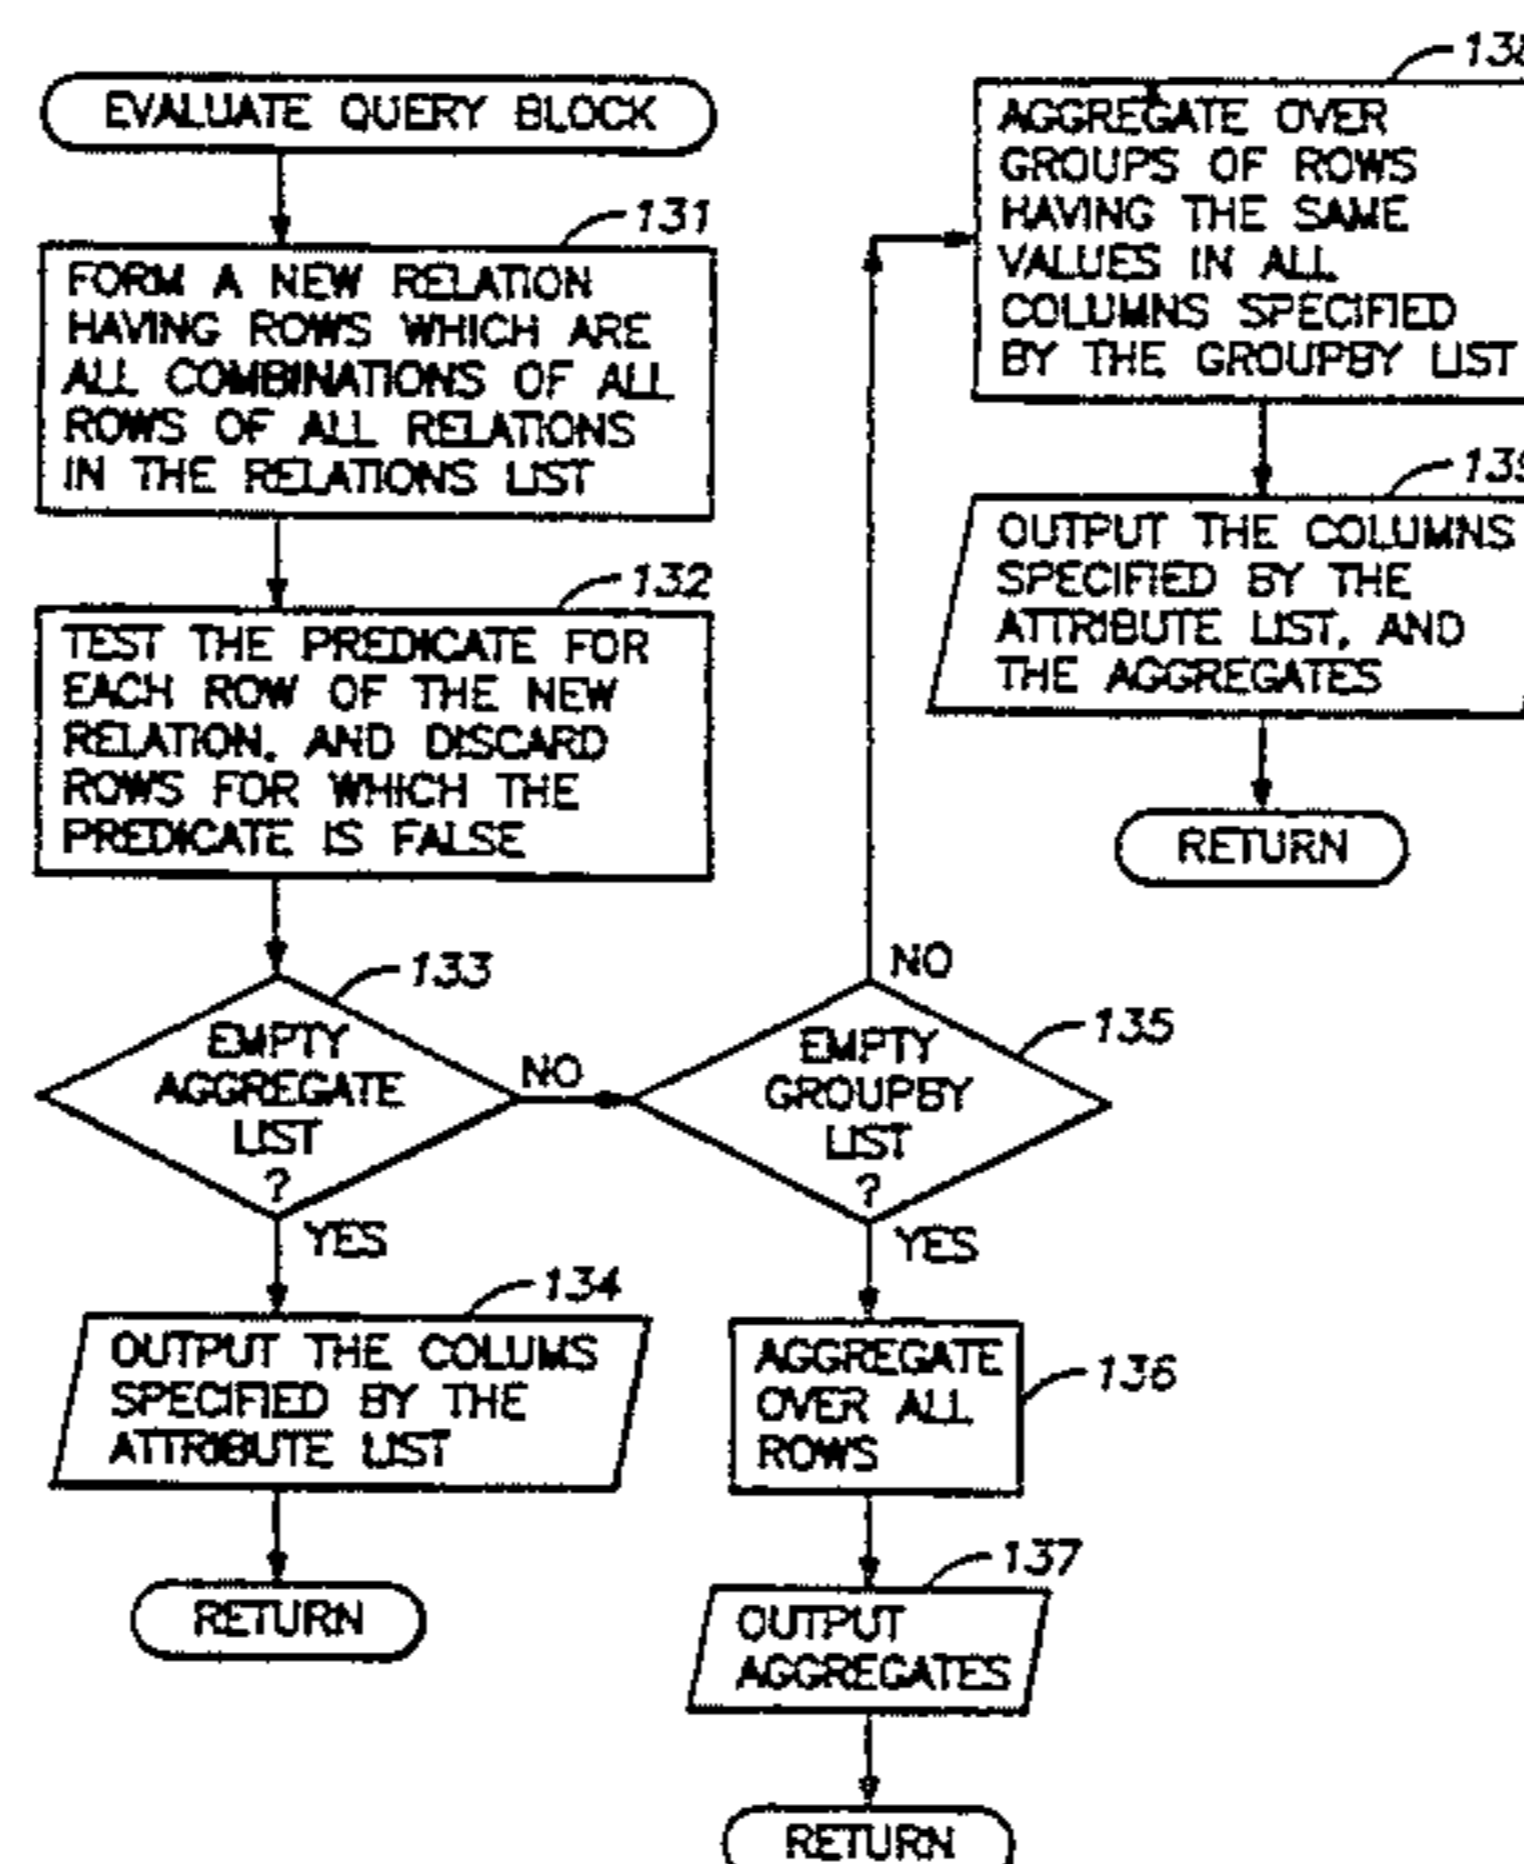 EVALUATE QUERY BLOCK
131
FORM A NEW RELATION
HAVING ROWS WHICH ARE
ALL COMBINATIONS OF ALL
ROWS OF ALL RELATIONS
IN THE RELATIONS LIST
132
TEST THE PREDICATE FOR
EACH ROW OF THE NEW
RELATION, AND DISCARD
ROWS FOR WHICH THE
PREDICATE IS FALSE
133
EMPTY
AGGREGATE
LIST
?
NO
YES
134
OUTPUT THE COLUMS
SPECIFIED BY THE
ATTRIBUTE LIST
RETURN
135
EMPTY
GROUPBY
LIST
?
NO
YES
136
AGGREGATE
OVER ALL
ROWS
137
OUTPUT
AGGREGATES
RETURN
138
AGGREGATE OVER
GROUPS OF ROWS
HAVING THE SAME
VALUES IN ALL
COLUMNS SPECIFIED
BY THE GROUPBY LIST
139
OUTPUT THE COLUMNS
SPECIFIED BY THE
ATTRIBUTE LIST, AND
THE AGGREGATES
RETURN